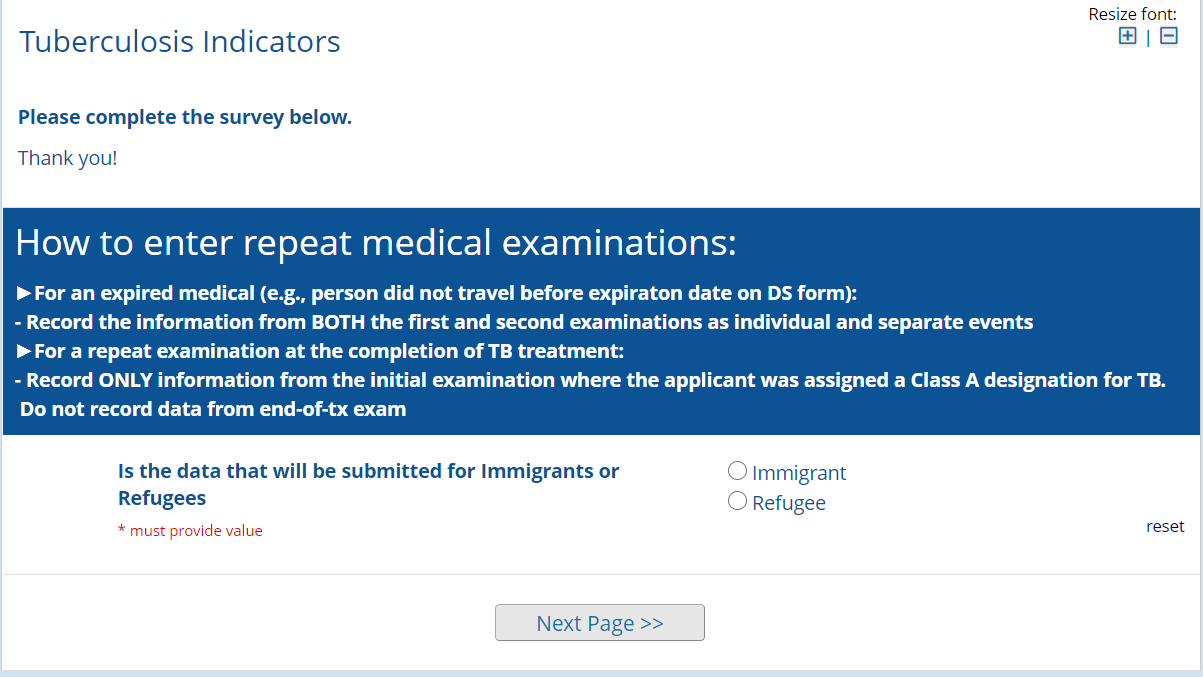 Resize font:
Tuberculosis Indicators
+ | −
Please complete the survey below.
Thank you!
How to enter repeat medical examinations:
►For an expired medical (e.g., person did not travel before expiraton date on DS form):
- Record the information from BOTH the first and second examinations as individual and separate events
►For a repeat examination at the completion of TB treatment:
- Record ONLY information from the initial examination where the applicant was assigned a Class A designation for TB.
Do not record data from end-of-tx exam
Is the data that will be submitted for Immigrants or
Refugees
* must provide value
Immigrant
Refugee
reset
Next Page >>